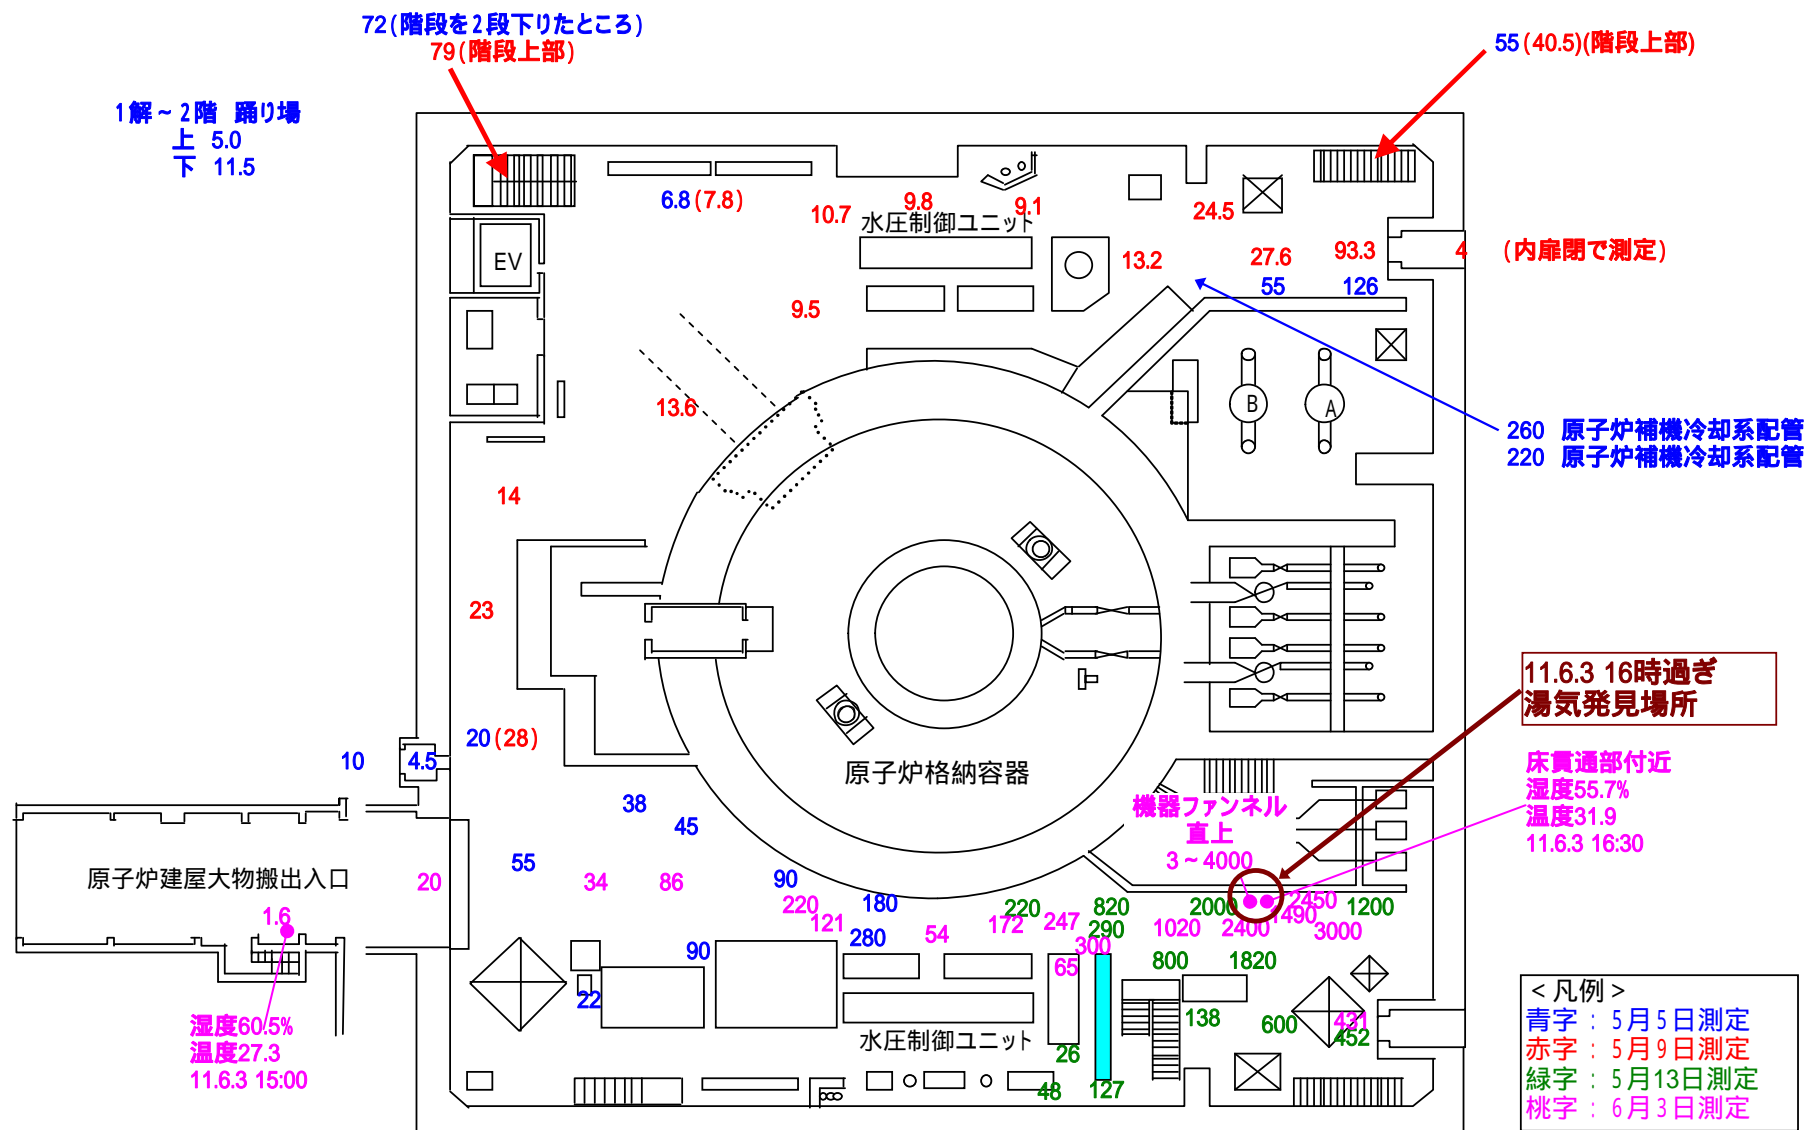 72(階段を2段下りたところ)
79(階段上部)
55(40.5)(階段上部)
1解～2階 踊り場
上 5.0
下 11.5
6.8(7.8)
10.7
9.8
9.1
24.5
水圧制御ユニット
EV
13.2
27.6
93.3
4 (内扉閉で測定)
55
126
9.5
13.6
B
A
260 原子炉補機冷却系配管
220 原子炉補機冷却系配管
14
23
11.6.3 16時過ぎ
湯気発見場所
20(28)
10
4.5
原子炉格納容器
床貫通部付近
湿度55.7%
温度31.9
11.6.3 16:30
38
45
機器ファンネル
直上
3～4000
55
原子炉建屋大物搬出入口
20
34
86
90
220
121
180
280
54
172
220
247
820
290
300
65
1020
2000
2400
2450
1490
3000
1200
1.6
90
22
800
1820
138
600
431
452
湿度60.5%
温度27.3
11.6.3 15:00
水圧制御ユニット
26
48
127
＜凡例＞
青字：5月5日測定
赤字：5月9日測定
緑字：5月13日測定
桃字：6月3日測定